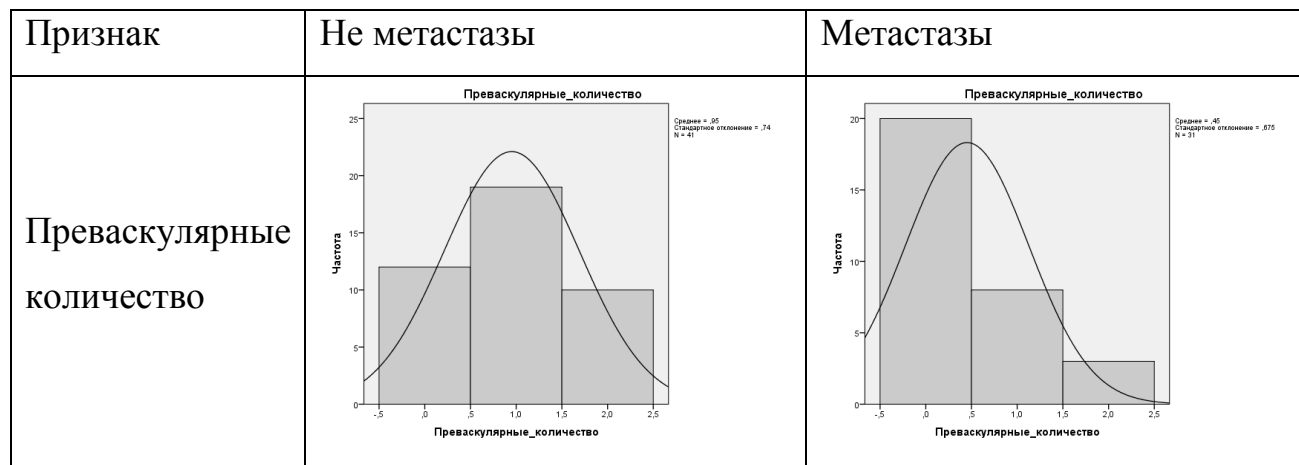 Признак
Не метастазы
Метастазы
Преваскулярные
количество
Преваскулярные_количество
Среднее = ,95
Стандартное отклонение = ,74
N = 41
25
20
15
10
5
0
Частота
-,5
,0
,5
1,0
1,5
2,0
2,5
Преваскулярные_количество
Преваскулярные_количество
Среднее = ,45
Стандартное отклонение = ,675
N = 31
20
15
10
5
0
Частота
-,5
,0
,5
1,0
1,5
2,0
2,5
Преваскулярные_количество